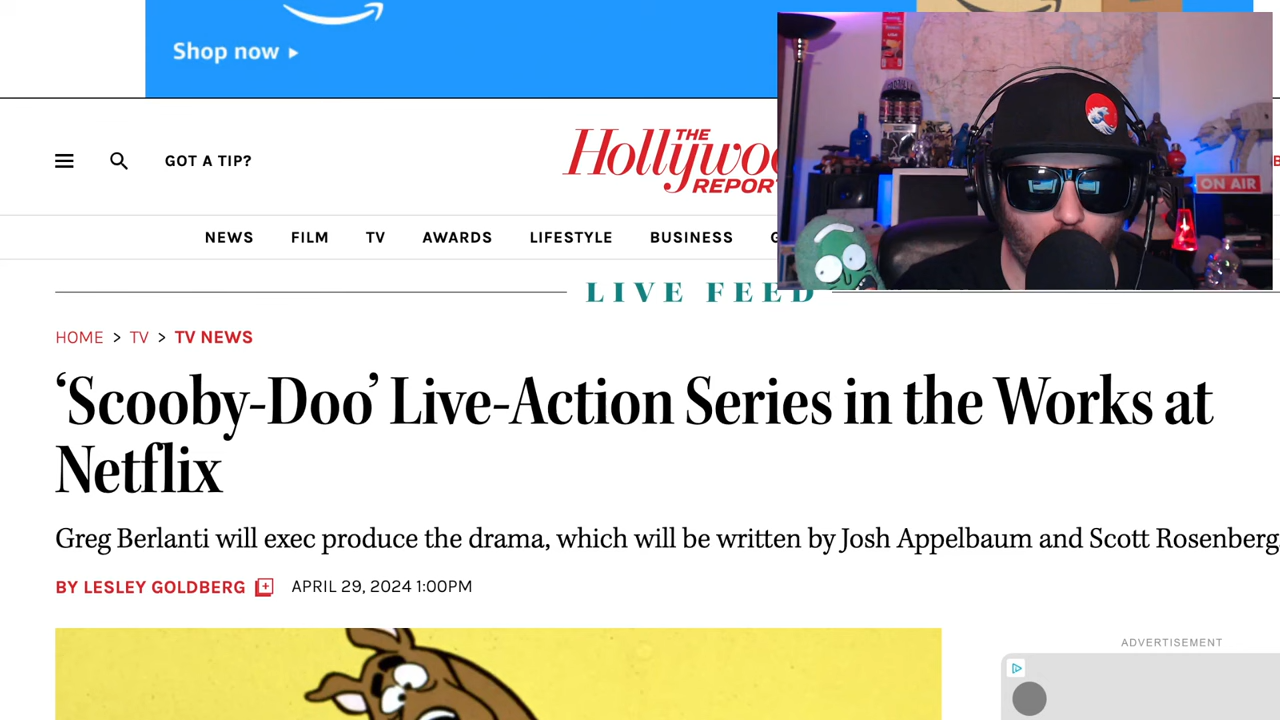 Shop now ▸
GOT A TIP?
THE
ON AIR
NEWS FILM TV AWARDS LIFESTYLE BUSINESS
LIVE FEED
HOME > TV > TV NEWS
‘Scooby-Doo’ Live-Action Series in the Works at
Netflix
Greg Berlanti will exec produce the drama, which will be written by Josh Appelbaum and Scott Rosenberg
BY LESLEY GOLDBERG APRIL 29, 2024 1:00PM
ADVERTISEMENT